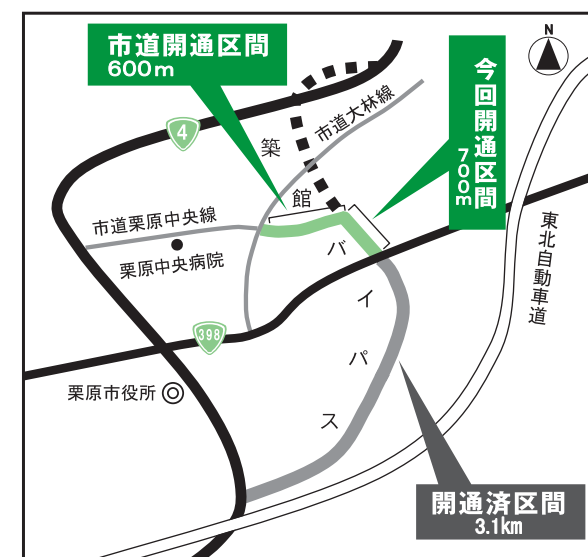 市道開通区間
600m
N
今回開通区間
700m
4
市道大林線
築館バイパス
市道栗原中央線
栗原中央病院
東北自動車道
398
栗原市役所
開通済区間
3.1km